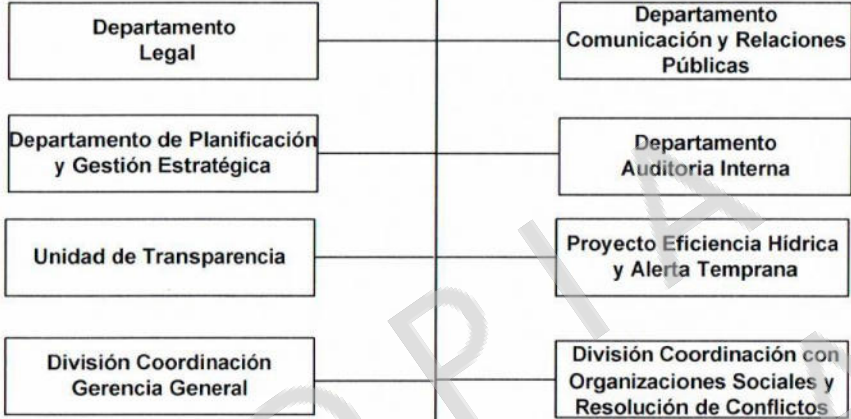 Departamento
Legal
Departamento
Comunicación y Relaciones
Públicas
Departamento de Planificación
y Gestión Estratégica
Departamento
Auditoria Interna
Unidad de Transparencia
Proyecto Eficiencia Hídrica
y Alerta Temprana
División Coordinación
Gerencia General
División Coordinación con
Organizaciones Sociales y
Resolución de Conflictos